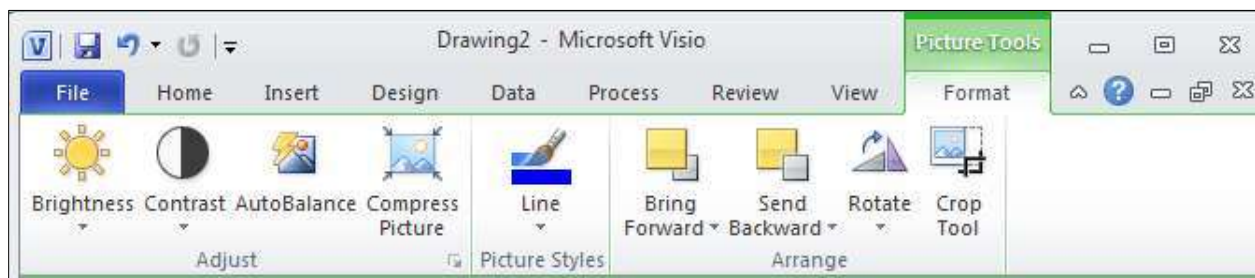 V
Drawing2 - Microsoft Visio
Picture Tools
File Home Insert Design Data Process Review View Format ?
Brightness Contrast AutoBalance Compress Picture Line Bring Forward Send Backward Rotate Crop Tool
Adjust Picture Styles Arrange